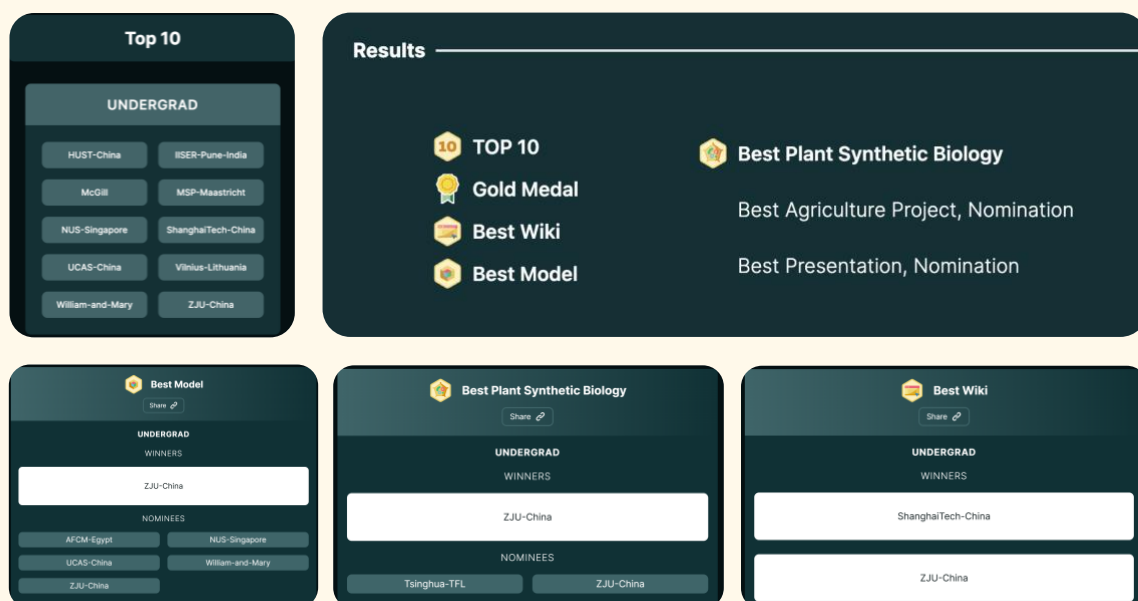 Top 10
UNDERGRAD
HUST-China IISER-Pune-India
McGill MSP-Maastricht
NUS-Singapore ShanghaiTech-China
UCAS-China Vilnius-Lithuania
William-and-Mary ZJU-China
Results
10 TOP 10
Gold Medal
Best Wiki
Best Model
Best Plant Synthetic Biology
Best Agriculture Project, Nomination
Best Presentation, Nomination
Best Model
Share
UNDERGRAD
WINNERS
ZJU-China
NOMINEES
AFCM-Egypt NUS-Singapore
UCAS-China William-and-Mary
ZJU-China
Best Plant Synthetic Biology
Share
UNDERGRAD
WINNERS
ZJU-China
NOMINEES
Tsinghua-TFL ZJU-China
Best Wiki
Share
UNDERGRAD
WINNERS
ShanghaiTech-China
ZJU-China